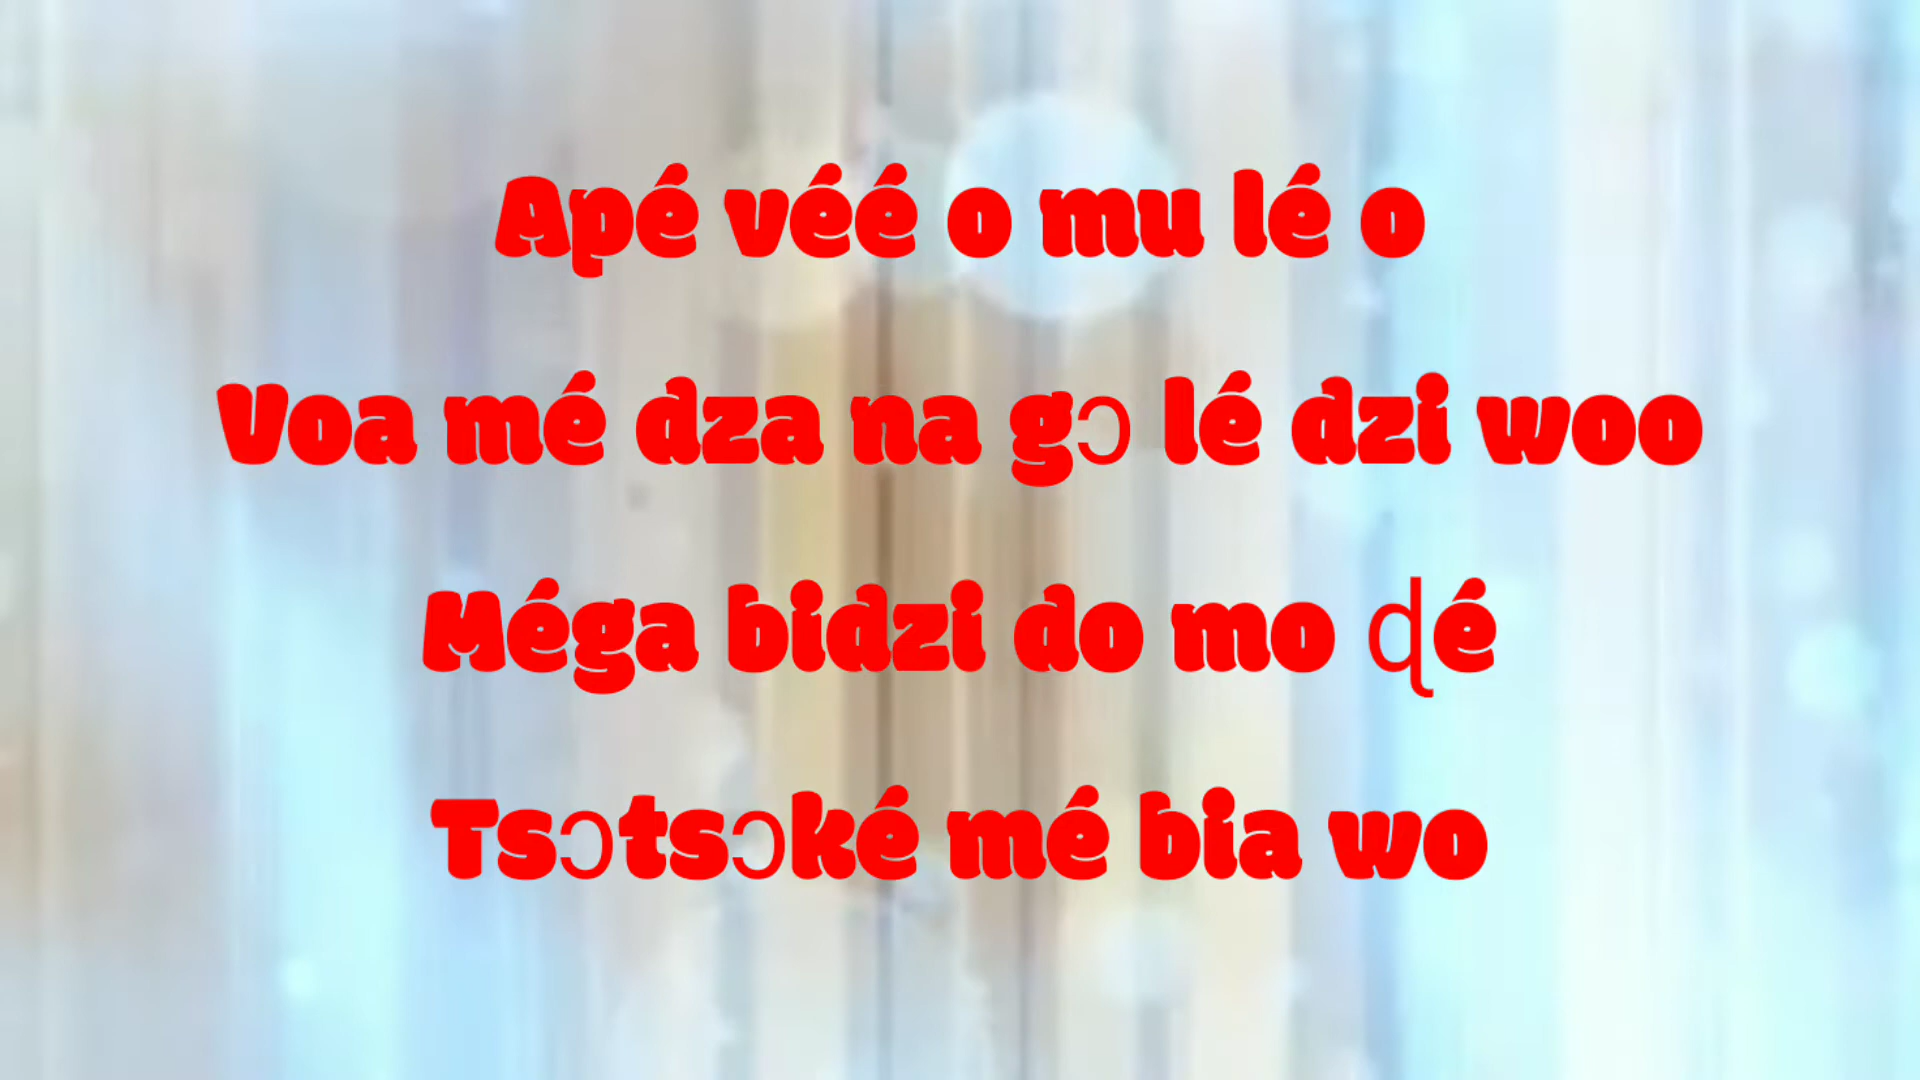 Apé véé o mu lé o
Voa mé dza na gɔ lé dzi woo
Méga bidzi do mo ɖé
Tsɔtsɔké mé bia wo